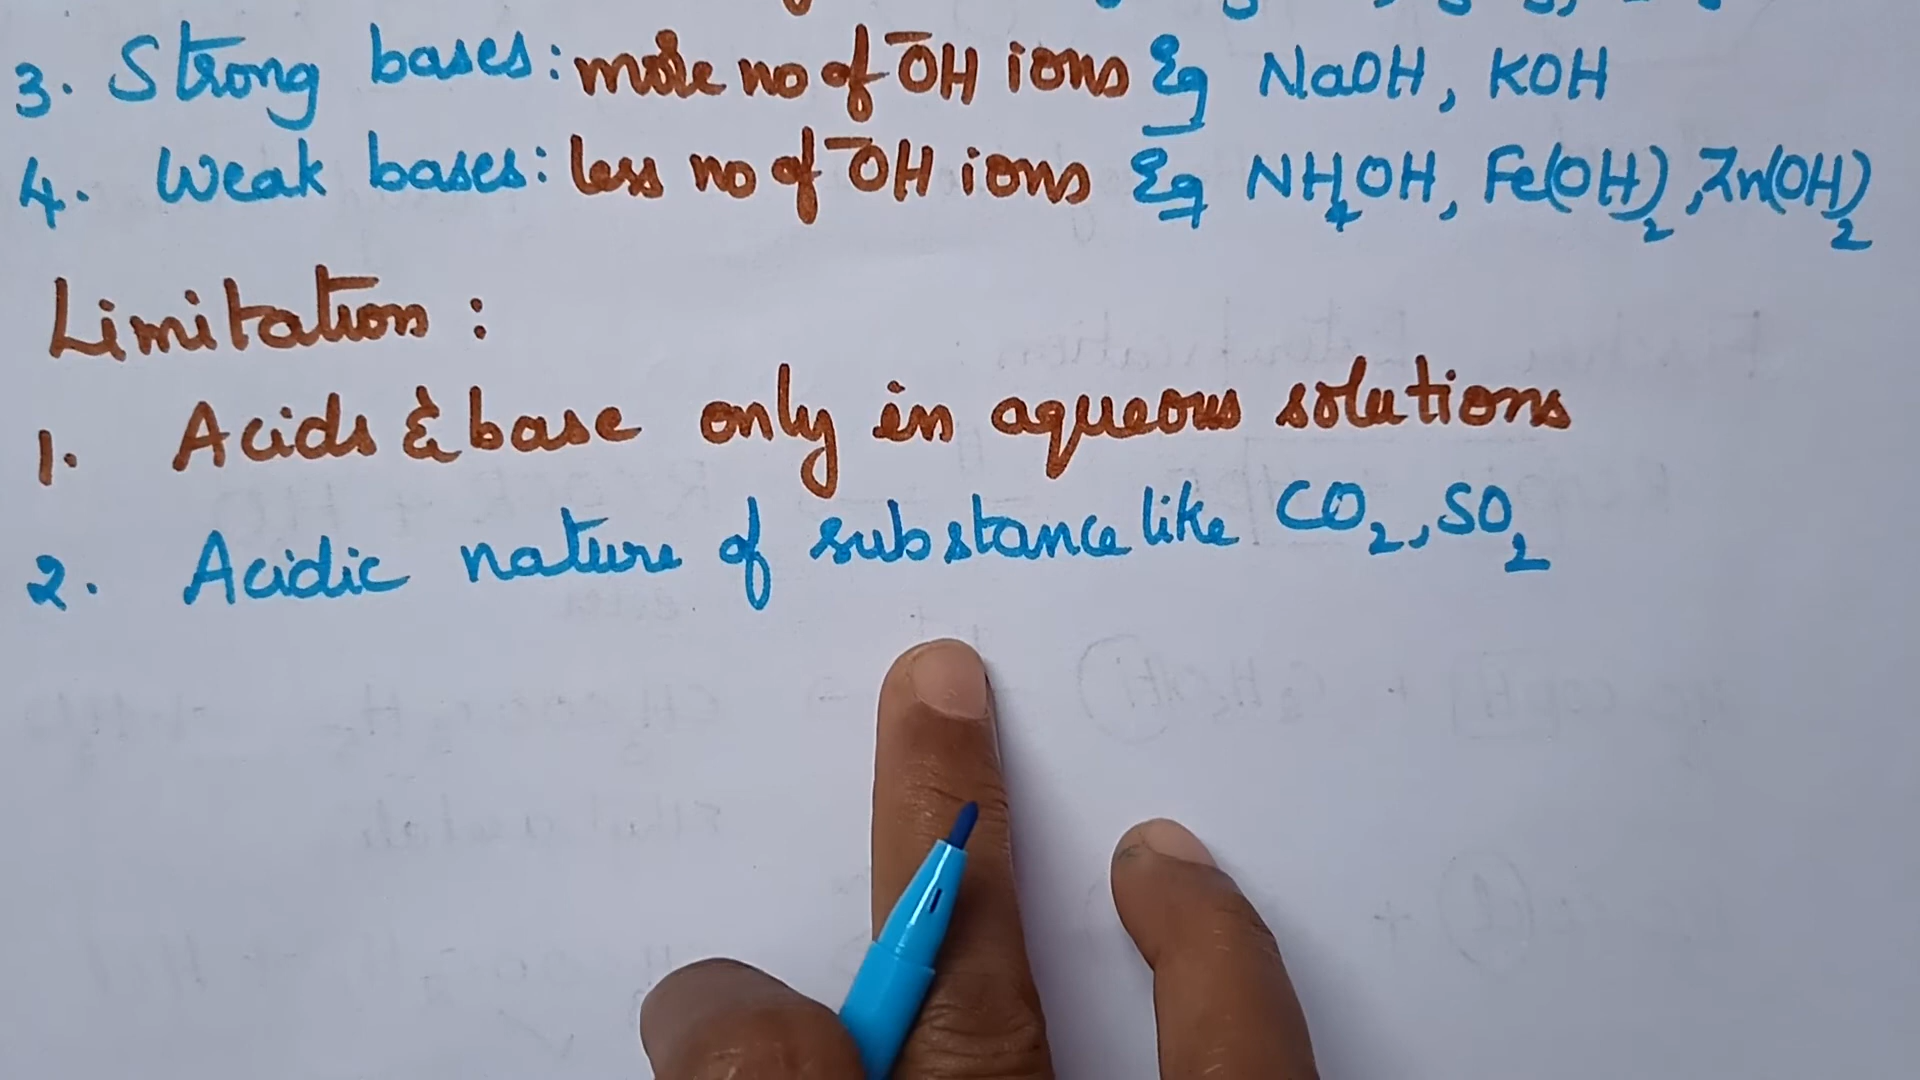 3. Strong bases: more no of ⁻OH ions Eg NaOH, KOH
4. Weak bases: less no of ⁻OH ions Eg NH₄OH, Fe(OH)₂, Zn(OH)₂
Limitation :
1. Acids & base only in aqueous solutions
2. Acidic nature of substance like CO₂, SO₂